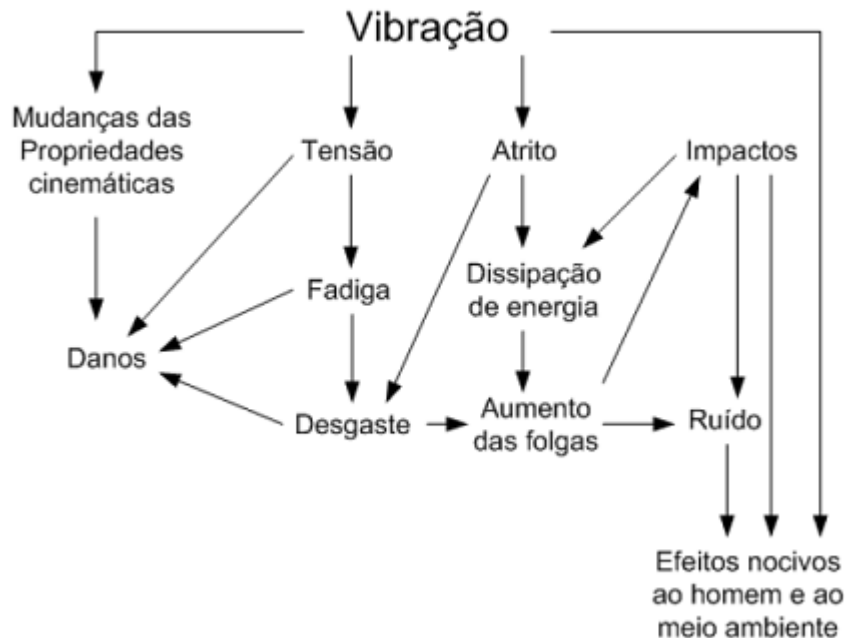 Vibração
Mudanças das
Propriedades
cinemáticas
Tensão
Atrito
Impactos
Dissipação
de energia
Fadiga
Danos
Desgaste
Aumento
das folgas
Ruído
Efeitos nocivos
ao homem e ao
meio ambiente